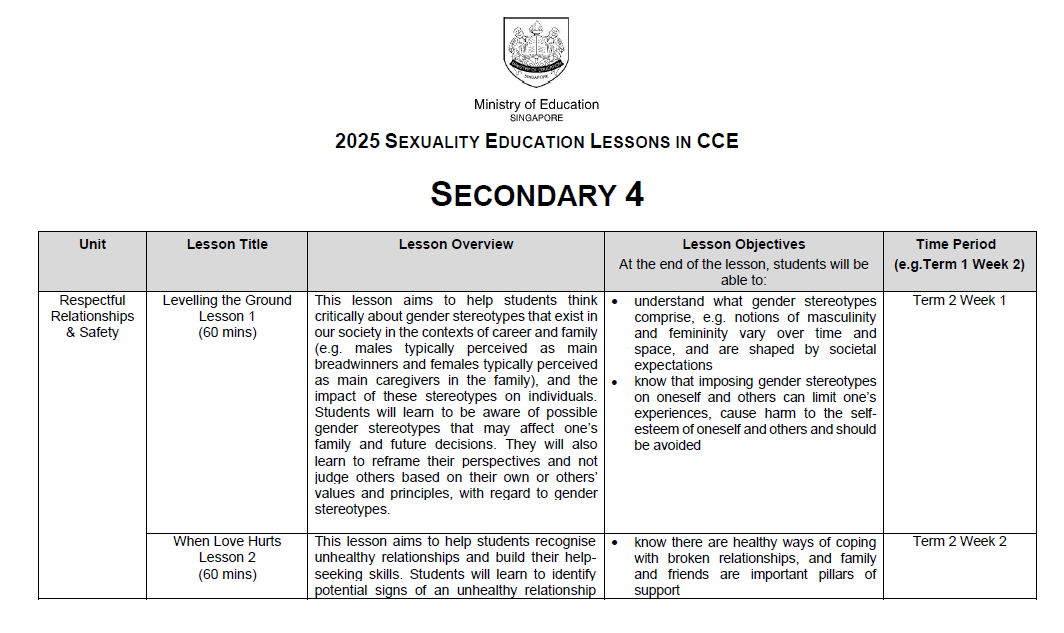 MINISTRY OF EDUCATION
SINGAPORE
Ministry of Education
SINGAPORE
2025 SEXUALITY EDUCATION LESSONS IN CCE
SECONDARY 4
Unit
Lesson Title
Lesson Overview
Lesson Objectives
At the end of the lesson, students will be
able to:
Time Period
(e.g.Term 1 Week 2)
Respectful
Relationships
& Safety
Levelling the Ground
Lesson 1
(60 mins)
This lesson aims to help students think
critically about gender stereotypes that exist in
our society in the contexts of career and family
(e.g. males typically perceived as main
breadwinners and females typically perceived
as main caregivers in the family), and the
impact of these stereotypes on individuals.
Students will learn to be aware of possible
gender stereotypes that may affect one's
family and future decisions. They will also
learn to reframe their perspectives and not
judge others based on their own or others'
values and principles, with regard to gender
stereotypes.
• understand what gender stereotypes
comprise, e.g. notions of masculinity
and femininity vary over time and
space, and are shaped by societal
expectations
• know that imposing gender stereotypes
on oneself and others can limit one's
experiences, cause harm to the self-
esteem of oneself and others and should
be avoided
Term 2 Week 1
When Love Hurts
Lesson 2
(60 mins)
This lesson aims to help students recognise
unhealthy relationships and build their help-
seeking skills. Students will learn to identify
potential signs of an unhealthy relationship
• know there are healthy ways of coping
with broken relationships, and family
and friends are important pillars of
support
Term 2 Week 2